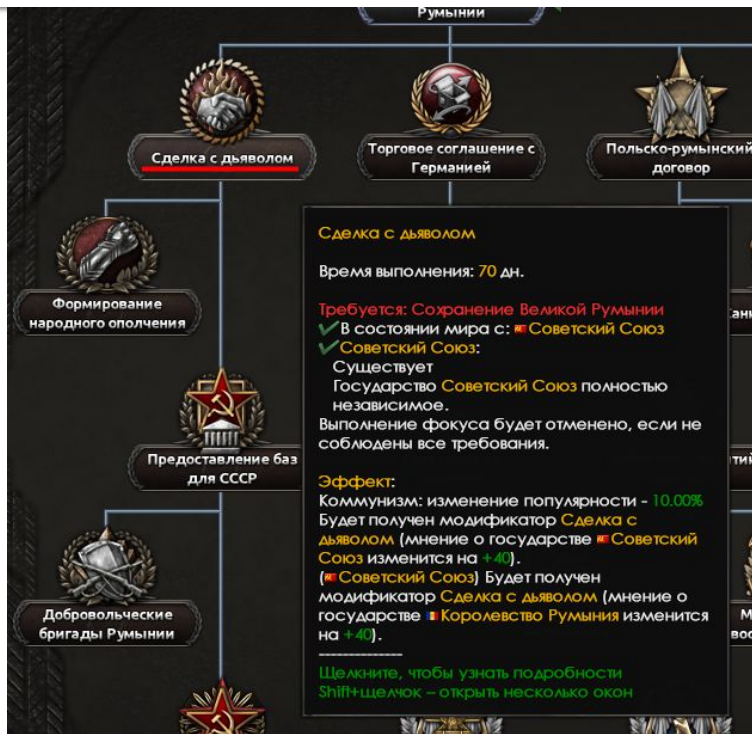 Румынии
Сделка с дьяволом
Торговое соглашение с
Германией
Польско-румынский
договор
Формирование
народного ополчения
Предоставление баз
для СССР
Добровольческие
бригады Румынии
Сделка с дьяволом
Время выполнения: 70 дн.
Требуется: Сохранение Великой Румынии
В состоянии мира с: Советский Союз
Советский Союз:
Существует
Государство Советский Союз полностью
независимое.
Выполнение фокуса будет отменено, если не
соблюдены все требования.
Эффект:
Коммунизм: изменение популярности - 10.00%
Будет получен модификатор Сделка с
дьяволом (мнение о государстве Советский
Союз изменится на +40).
(Советский Союз) Будет получен
модификатор Сделка с дьяволом (мнение о
государстве Королевство Румыния изменится
на +40).
--------------
Щелкните, чтобы узнать подробности
Shift+щелчок – открыть несколько окон